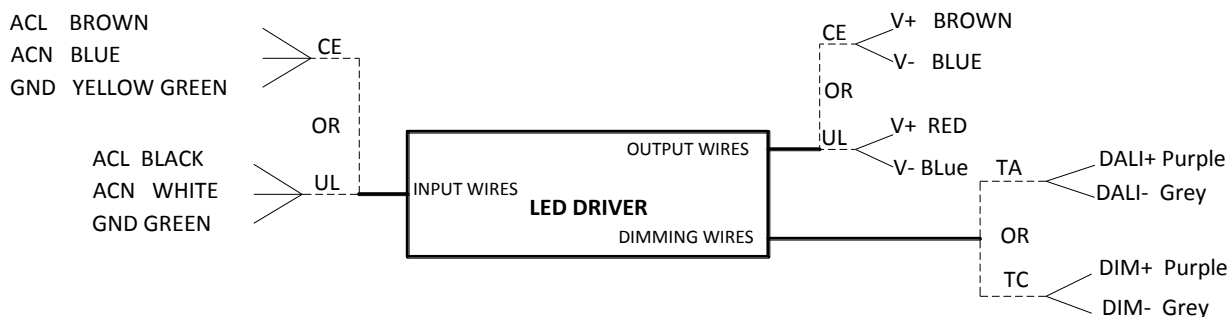 ACL BROWN
ACN BLUE
GND YELLOW GREEN
CE
OR
ACL BLACK
ACN WHITE
GND GREEN
UL
INPUT WIRES
LED DRIVER
OUTPUT WIRES
DIMMING WIRES
CE
V+ BROWN
V- BLUE
OR
UL
V+ RED
V- BLue
TA
DALI+ Purple
DALI- Grey
OR
TC
DIM+ Purple
DIM- Grey